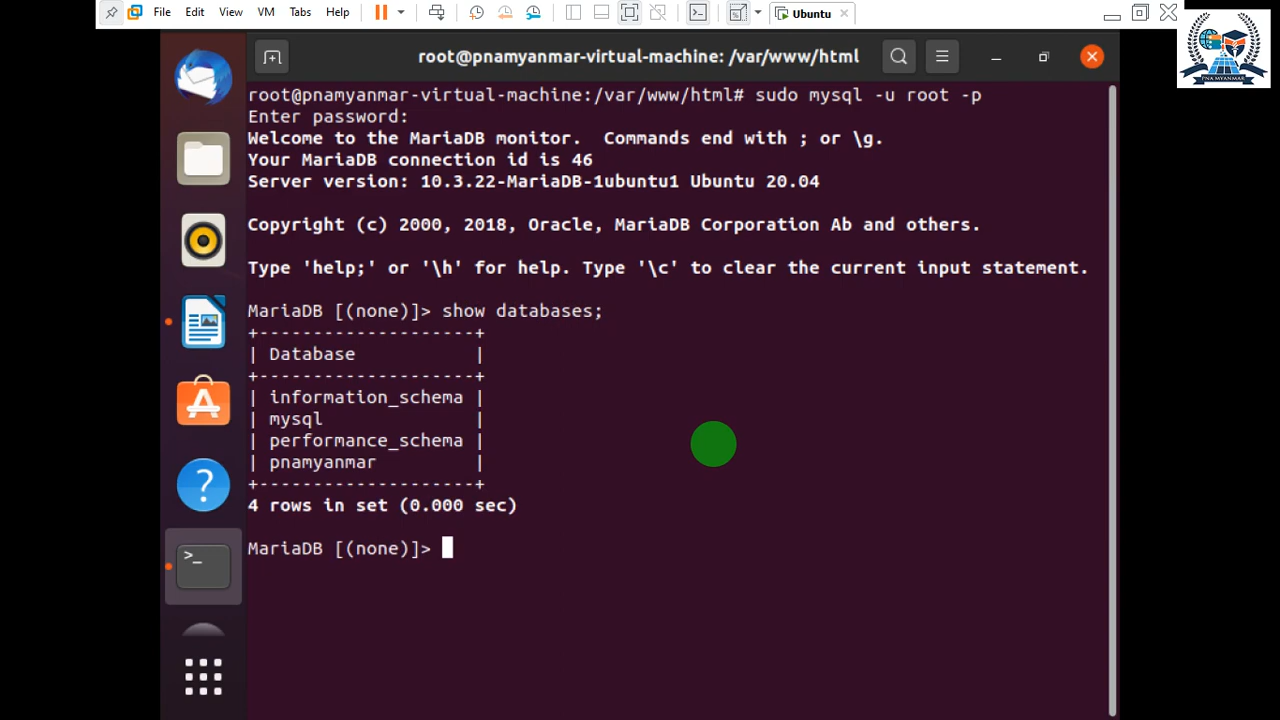 File Edit View VM Tabs Help
Ubuntu
PNA MYANMAR
root@pnamyanmar-virtual-machine: /var/www/html
root@pnamyanmar-virtual-machine:/var/www/html# sudo mysql -u root -p
Enter password:
Welcome to the MariaDB monitor.  Commands end with ; or \g.
Your MariaDB connection id is 46
Server version: 10.3.22-MariaDB-1ubuntu1 Ubuntu 20.04
Copyright (c) 2000, 2018, Oracle, MariaDB Corporation Ab and others.
Type 'help;' or '\h' for help. Type '\c' to clear the current input statement.
MariaDB [(none)]> show databases;
+--------------------+
| Database           |
+--------------------+
| information_schema |
| mysql              |
| performance_schema |
| pnamyanmar         |
+--------------------+
4 rows in set (0.000 sec)
MariaDB [(none)]>